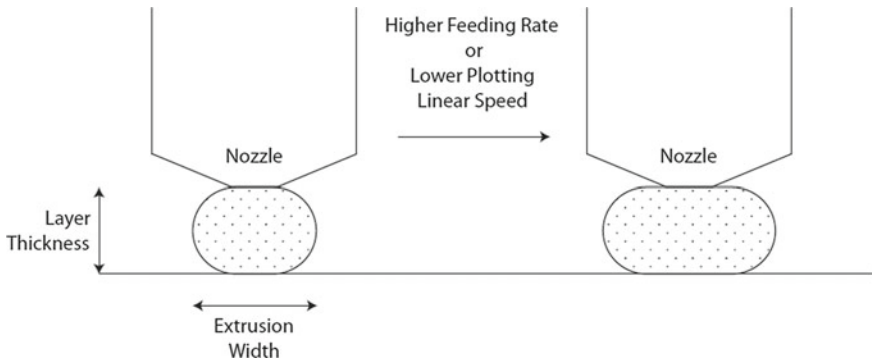 Higher Feeding Rate
or
Lower Plotting
Linear Speed
Nozzle
Nozzle
Layer
Thickness
Extrusion
Width